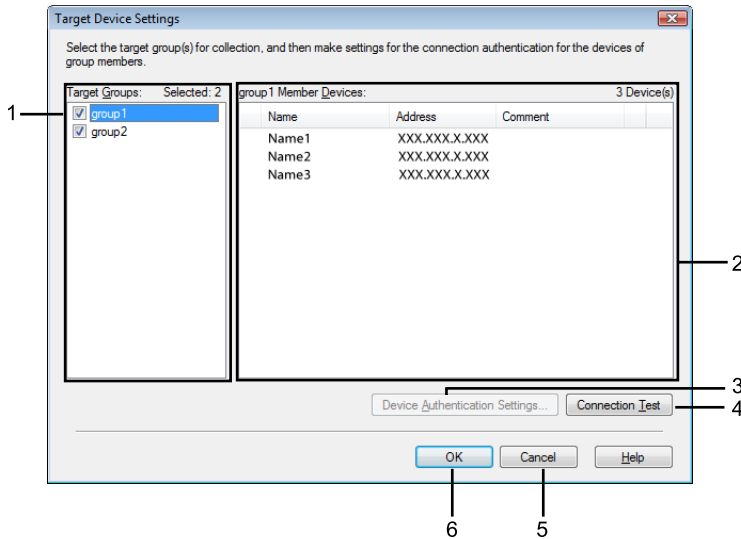 Target Device Settings
Select the target group(s) for collection, and then make settings for the connection authentication for the devices of
group members.
Target Groups: Selected: 2
group1 Member Devices: 3 Device(s)
1
group1
group2
Name Address Comment
Name1 XXX.XXX.X.XXX
Name2 XXX.XXX.X.XXX
Name3 XXX.XXX.X.XXX
2
3
Device Authentication Settings... Connection Test
4
OK Cancel Help
6 5